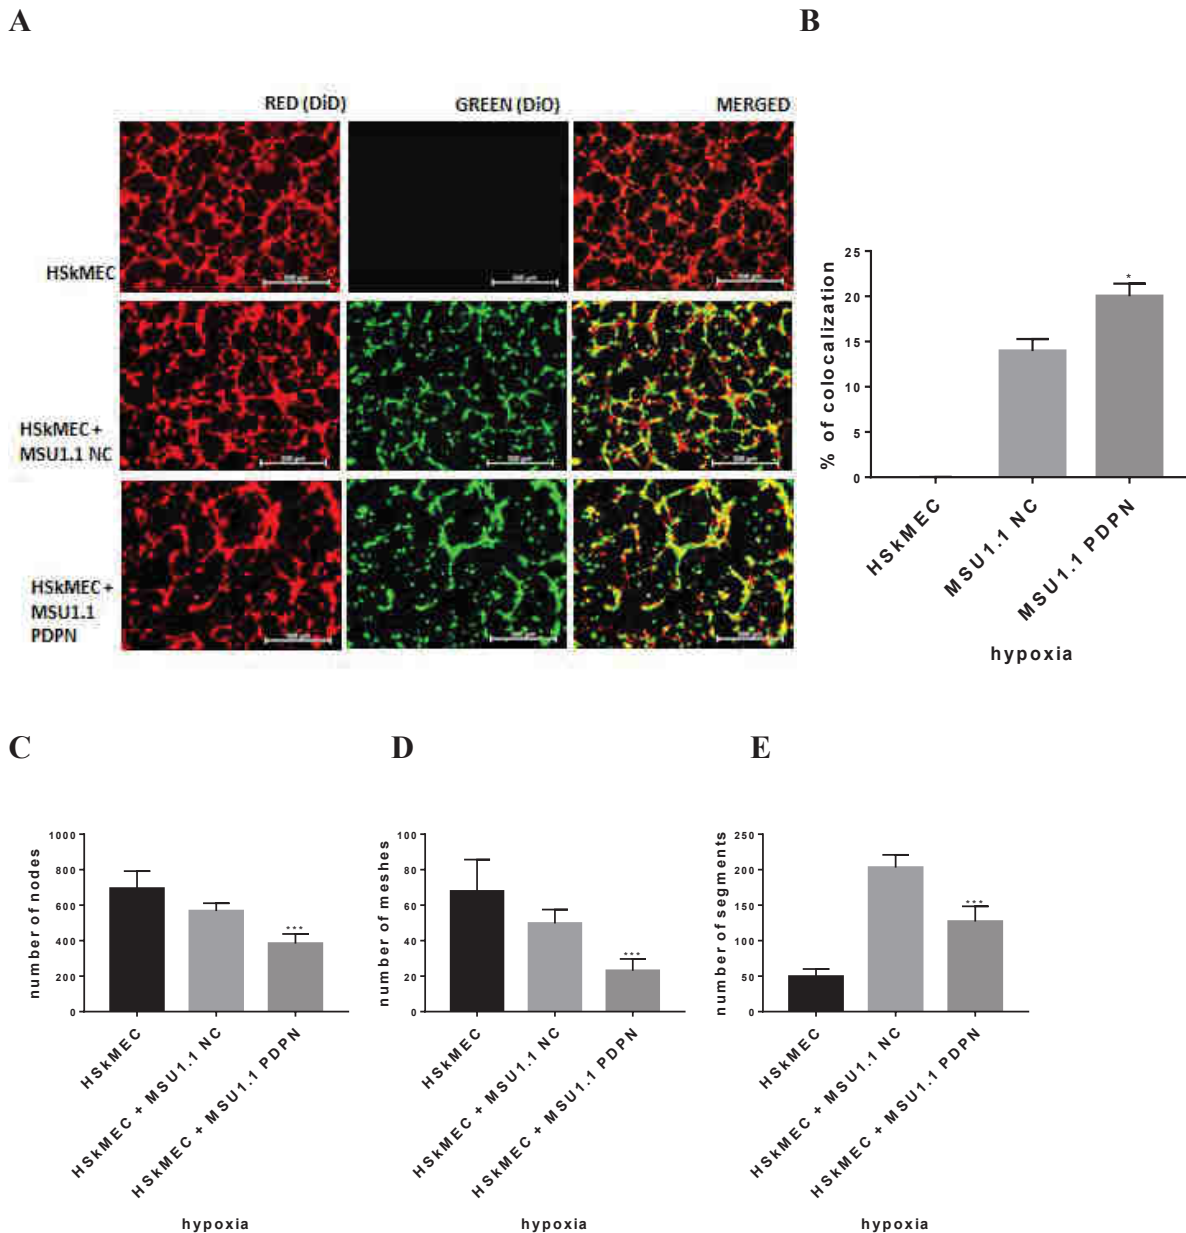 A
B
RED (DiD)
GREEN (DiO)
MERGED
HSkMEC
HSkMEC +
MSU1.1 NC
HSkMEC +
MSU1.1
PDPN
% of colocalization
25
20
15
10
5
0
*
HSkMEC
MSU1.1 NC
MSU1.1 PDPN
hypoxia
C
D
E
number of nodes
1000
800
600
400
200
0
***
HSkMEC
HSkMEC + MSU1.1 NC
HSkMEC + MSU1.1 PDPN
hypoxia
number of meshes
100
80
60
40
20
0
***
HSkMEC
HSkMEC + MSU1.1 NC
HSkMEC + MSU1.1 PDPN
hypoxia
number of segments
250
200
150
100
50
0
***
HSkMEC
HSkMEC + MSU1.1 NC
HSkMEC + MSU1.1 PDPN
hypoxia